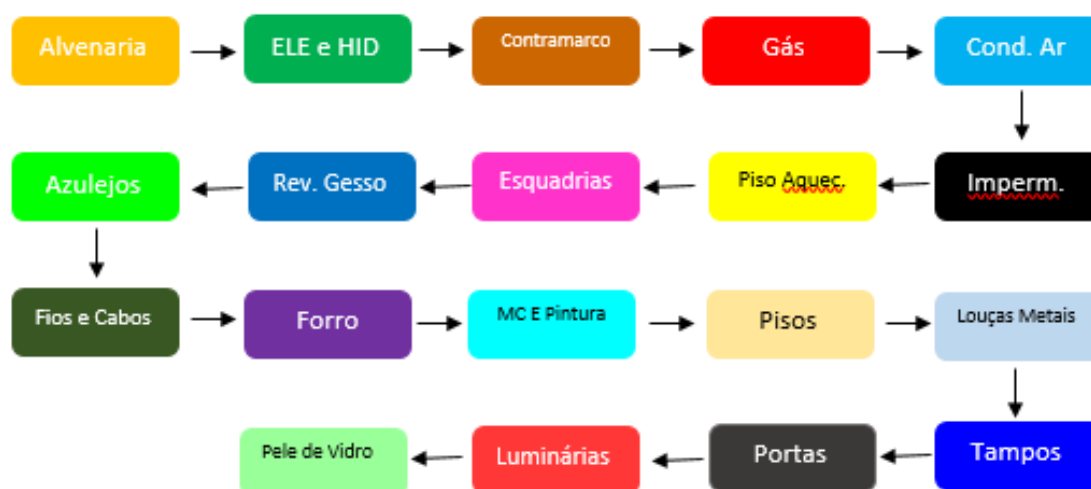 Alvenaria
ELE e HID
Contramarco
Gás
Cond. Ar
Imperm.
Piso Aquec.
Esquadrias
Rev. Gesso
Azulejos
Fios e Cabos
Forro
MC E Pintura
Pisos
Louças Metais
Tampos
Portas
Luminárias
Pele de Vidro